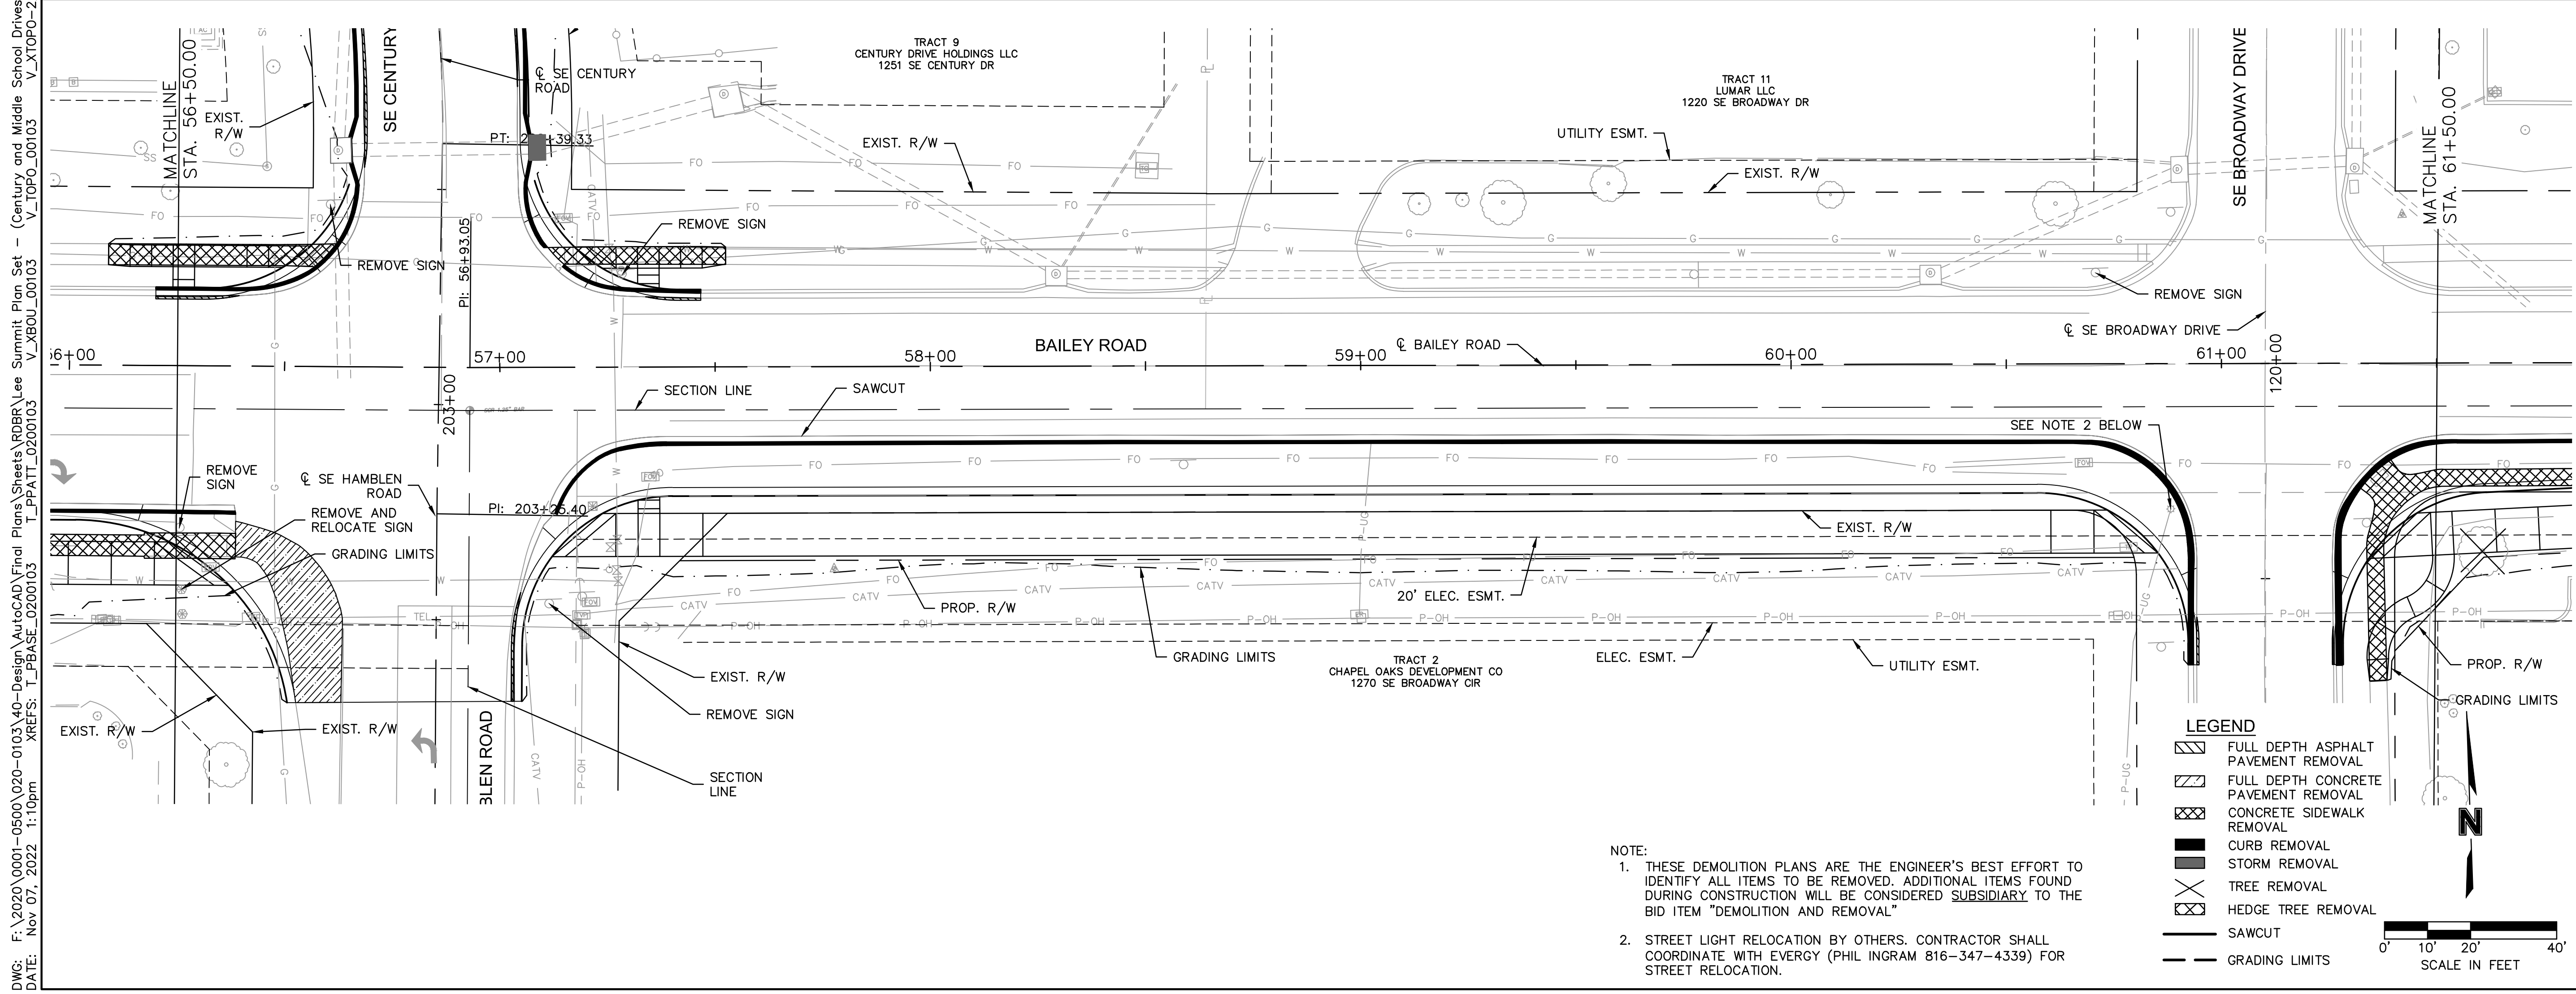 DWG: F:\2020\0001-0500\020-0103\40-Design\AutoCAD\Final Plans\Sheets\RDBR\Lee Summit Plan Set - (Century and Middle School Drives
DATE: Nov 07, 2022 1:10pm XREFS: T_PBASE_0200103 T_PPATT_0200103 V_XBOU_00103 V_TOPO_00103 V_XTOPO-2
MATCHLINE
STA. 56+50.00
EXIST.
R/W
SE CENTURY
℄ SE CENTURY
ROAD
TRACT 9
CENTURY DRIVE HOLDINGS LLC
1251 SE CENTURY DR
EXIST. R/W
TRACT 11
LUMAR LLC
1220 SE BROADWAY DR
UTILITY ESMT.
EXIST. R/W
SE BROADWAY DRIVE
MATCHLINE
STA. 61+50.00
PI: 56+93.05
REMOVE SIGN
REMOVE SIGN
REMOVE SIGN
℄ SE BROADWAY DRIVE
57+00
58+00
BAILEY ROAD
59+00
℄ BAILEY ROAD
60+00
61+00
120+00
203+00
SECTION LINE
SAWCUT
SEE NOTE 2 BELOW
REMOVE
SIGN
℄ SE HAMBLEN
ROAD
REMOVE AND
RELOCATE SIGN
GRADING LIMITS
PI: 203+25.40
EXIST. R/W
20' ELEC. ESMT.
PROP. R/W
GRADING LIMITS
TRACT 2
CHAPEL OAKS DEVELOPMENT CO
1270 SE BROADWAY CIR
ELEC. ESMT.
UTILITY ESMT.
EXIST. R/W
REMOVE SIGN
EXIST. R/W
EXIST. R/W
SECTION
LINE
BLEN ROAD
PROP. R/W
GRADING LIMITS
LEGEND
FULL DEPTH ASPHALT
PAVEMENT REMOVAL
FULL DEPTH CONCRETE
PAVEMENT REMOVAL
CONCRETE SIDEWALK
REMOVAL
CURB REMOVAL
STORM REMOVAL
TREE REMOVAL
HEDGE TREE REMOVAL
SAWCUT
GRADING LIMITS
N
0' 10' 20' 40'
SCALE IN FEET
NOTE:
1. THESE DEMOLITION PLANS ARE THE ENGINEER'S BEST EFFORT TO
IDENTIFY ALL ITEMS TO BE REMOVED. ADDITIONAL ITEMS FOUND
DURING CONSTRUCTION WILL BE CONSIDERED SUBSIDIARY TO THE
BID ITEM "DEMOLITION AND REMOVAL"
2. STREET LIGHT RELOCATION BY OTHERS. CONTRACTOR SHALL
COORDINATE WITH EVERGY (PHIL INGRAM 816-347-4339) FOR
STREET RELOCATION.